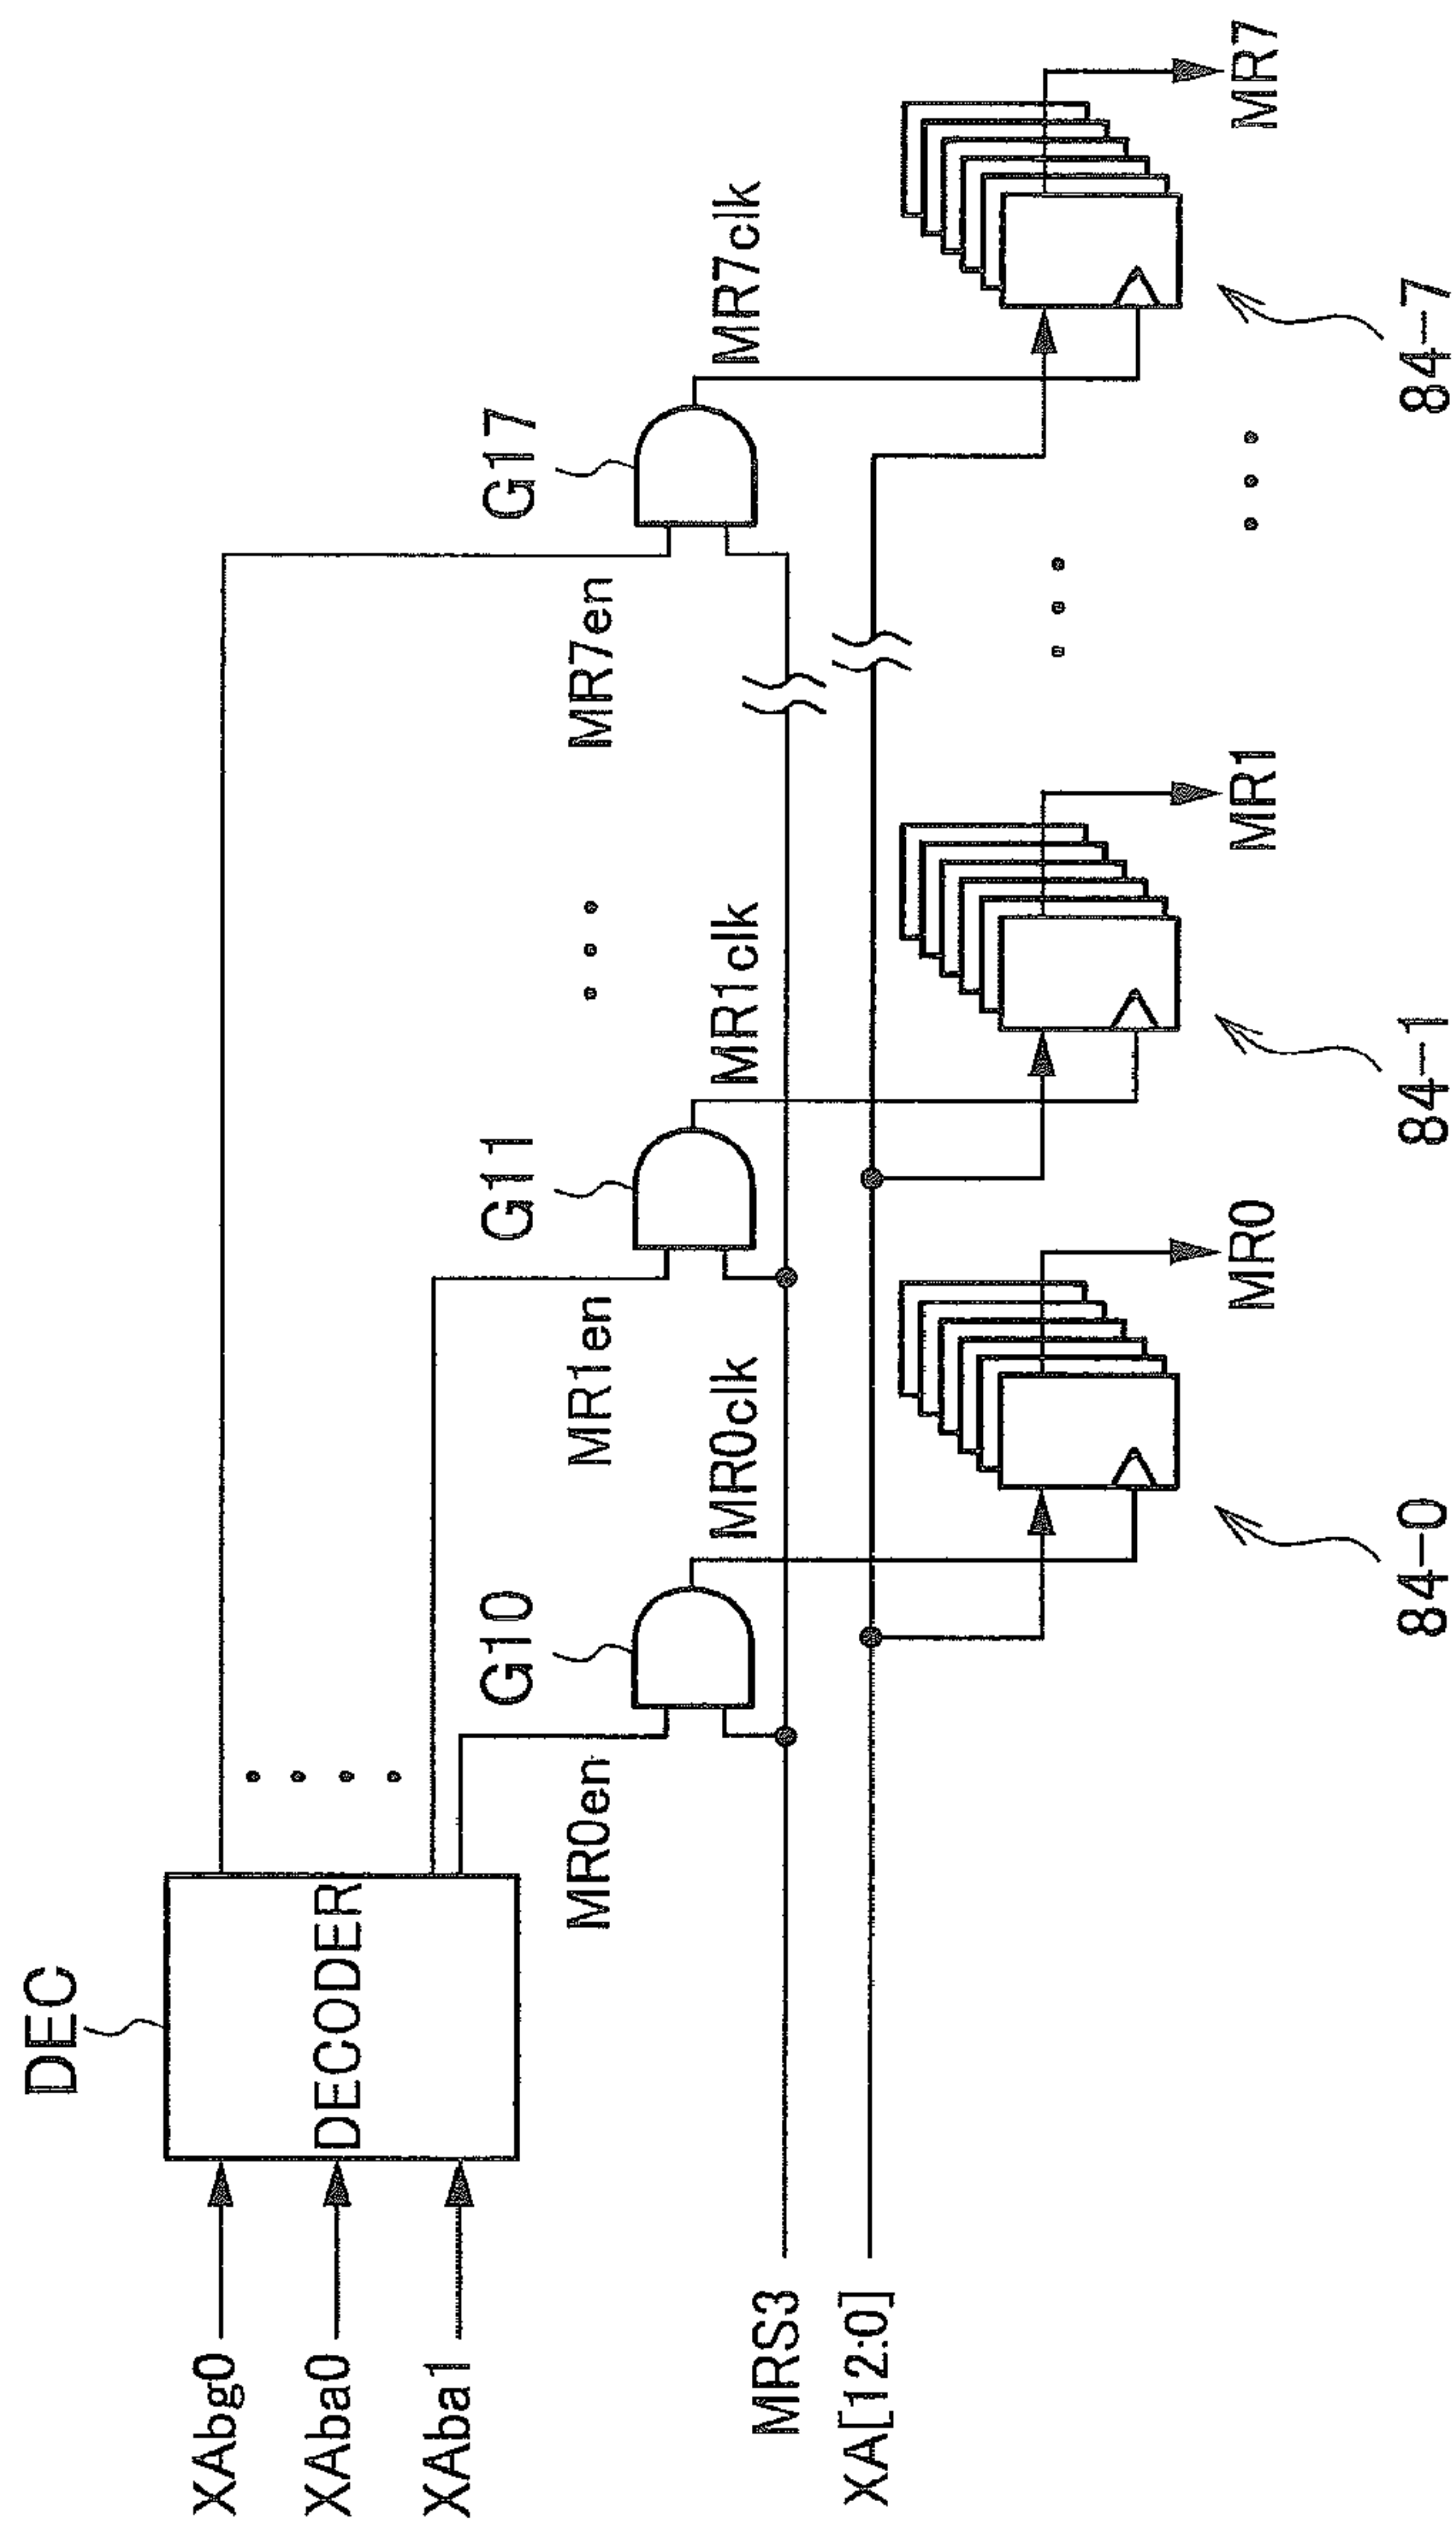 DEC
XAbg0
XAba0
XAba1
DECODER
MRS3
XA[12:0]
MR0en
G10
MR0clk
MR1en
G11
MR1clk
MR7en
G17
MR7clk
MR0
MR1
MR7
84-0
84-1
84-7